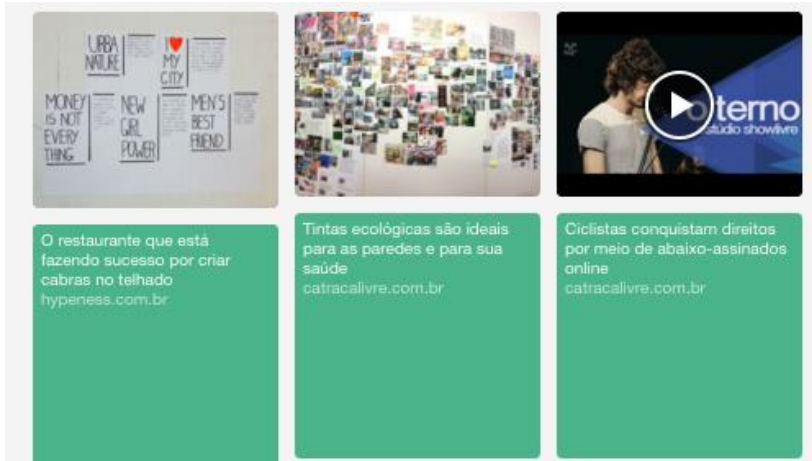 URBA
NATURE
I ♥
MY
CITY
MONEY
IS NOT
EVERY
THING
NEW
GRL
POWER
MEN'S
BEST
FRIEND
terno
estúdio showlivre
O restaurante que está
fazendo sucesso por criar
cabras no telhado
hypeness.com.br
Tintas ecológicas são ideais
para as paredes e para sua
saúde
catracalivre.com.br
Ciclistas conquistam direitos
por meio de abaixo-assinados
online
catracalivre.com.br